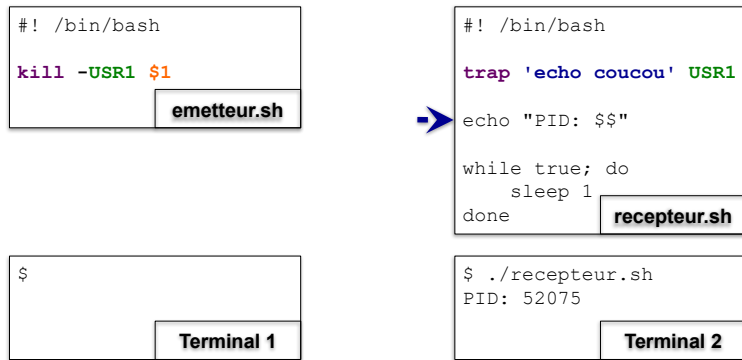 #! /bin/bash
kill -USR1 $1
emetteur.sh
#! /bin/bash
trap 'echo coucou' USR1
echo "PID: $$"
while true; do
sleep 1
done
recepteur.sh
$
Terminal 1
$ ./recepteur.sh
PID: 52075
Terminal 2